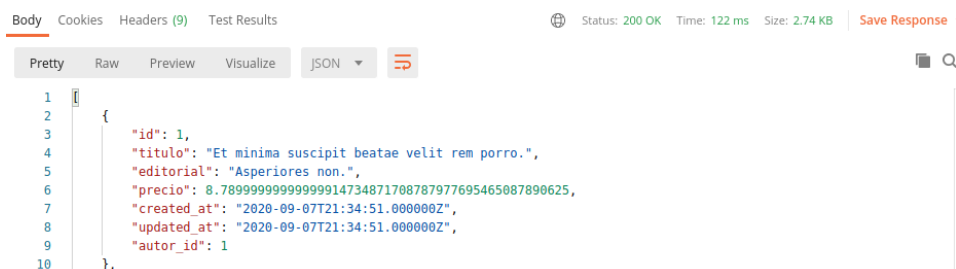 Body Cookies Headers (9) Test Results Status: 200 OK Time: 122 ms Size: 2.74 KB Save Response
Pretty Raw Preview Visualize JSON
1 [
2 {
3 "id": 1,
4 "titulo": "Et minima suscipit beatae velit rem porro.",
5 "editorial": "Asperiores non.",
6 "precio": 8.78999999999999914734871708787977695465087890625,
7 "created_at": "2020-09-07T21:34:51.000000Z",
8 "updated_at": "2020-09-07T21:34:51.000000Z",
9 "autor_id": 1
10 },